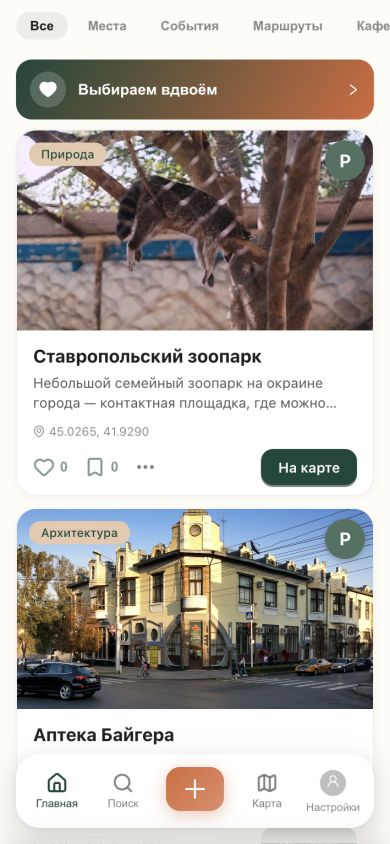 Все Места События Маршруты Кафе
Выбираем вдвоём
Природа
P
Ставропольский зоопарк
Небольшой семейный зоопарк на окраине
города — контактная площадка, где можно...
45.0265, 41.9290
0 0 ••• На карте
Архитектура
P
Аптека Байгера
Главная Поиск Карта Настройки